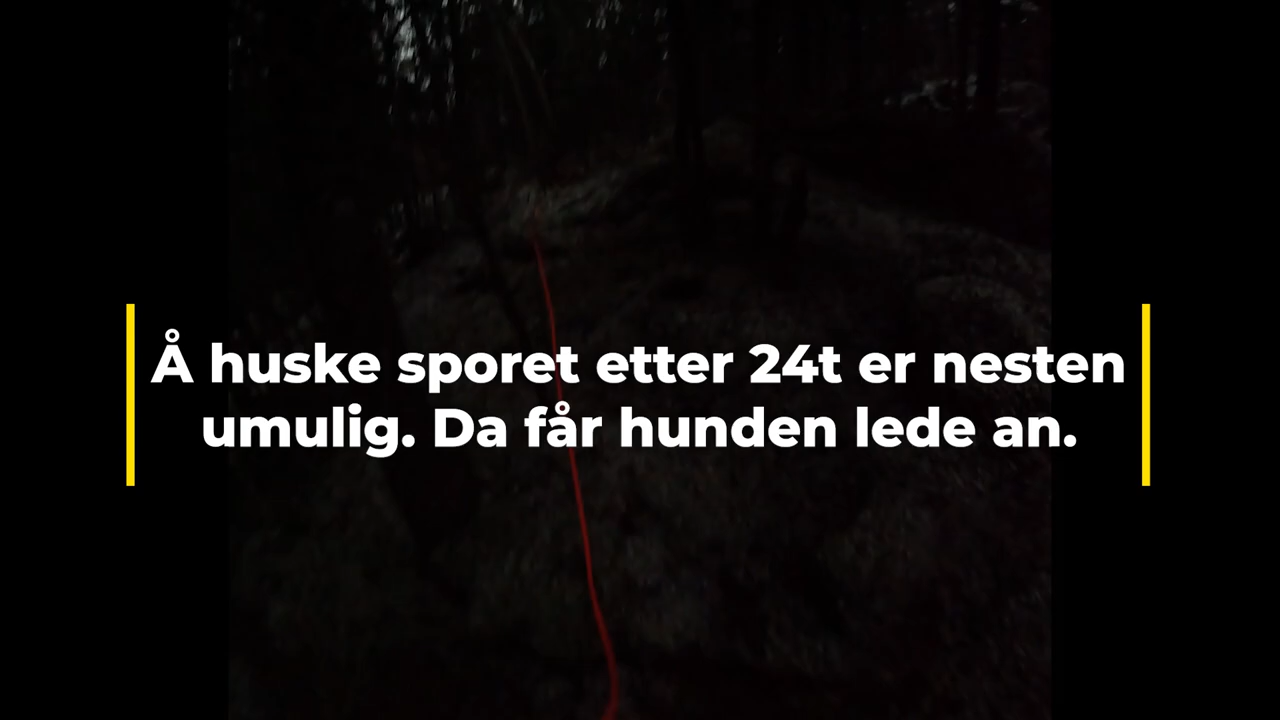 Å huske sporet etter 24t er nesten
umulig. Da får hunden lede an.